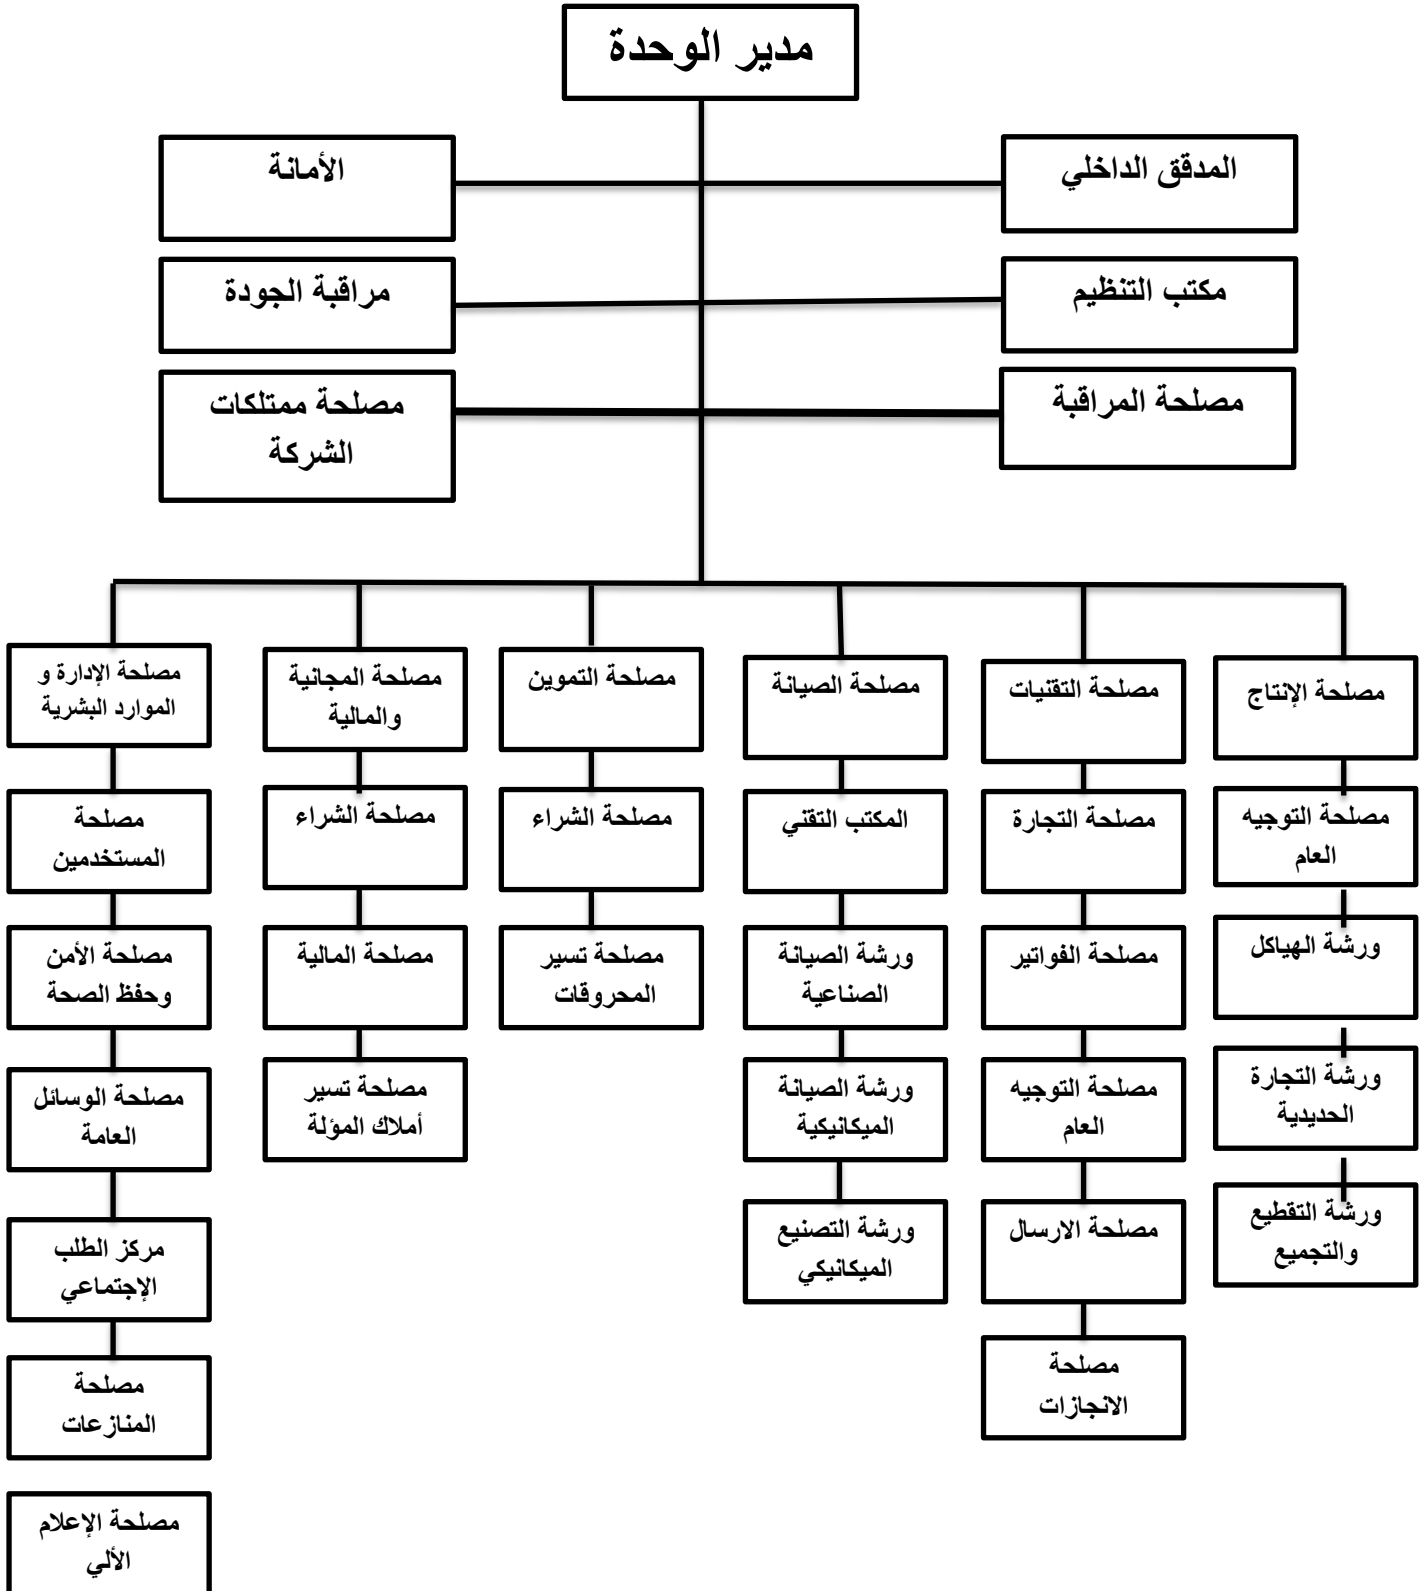 مدير الوحدة
المدقق الداخلي
الأمانة
مكتب التنظيم
مراقبة الجودة
مصلحة المراقبة
مصلحة ممتلكات
الشركة
مصلحة الإنتاج
مصلحة التوجيه
العام
ورشة الهياكل
ورشة التجارة
الحديدية
ورشة التقطيع
والتجميع
مصلحة التقنيات
مصلحة التجارة
مصلحة الفواتير
مصلحة التوجيه
العام
مصلحة الارسال
مصلحة
الانجازات
مصلحة الصيانة
المكتب التقني
ورشة الصيانة
الصناعية
ورشة الصيانة
الميكانيكية
ورشة التصنيع
الميكانيكي
مصلحة التموين
مصلحة الشراء
مصلحة تسير
المحروقات
مصلحة المجانية
والمالية
مصلحة الشراء
مصلحة المالية
مصلحة تسير
أملاك المؤلة
مصلحة الإدارة و
الموارد البشرية
مصلحة
المستخدمين
مصلحة الأمن
وحفظ الصحة
مصلحة الوسائل
العامة
مركز الطلب
الإجتماعي
مصلحة
المنازعات
مصلحة الإعلام
الألي